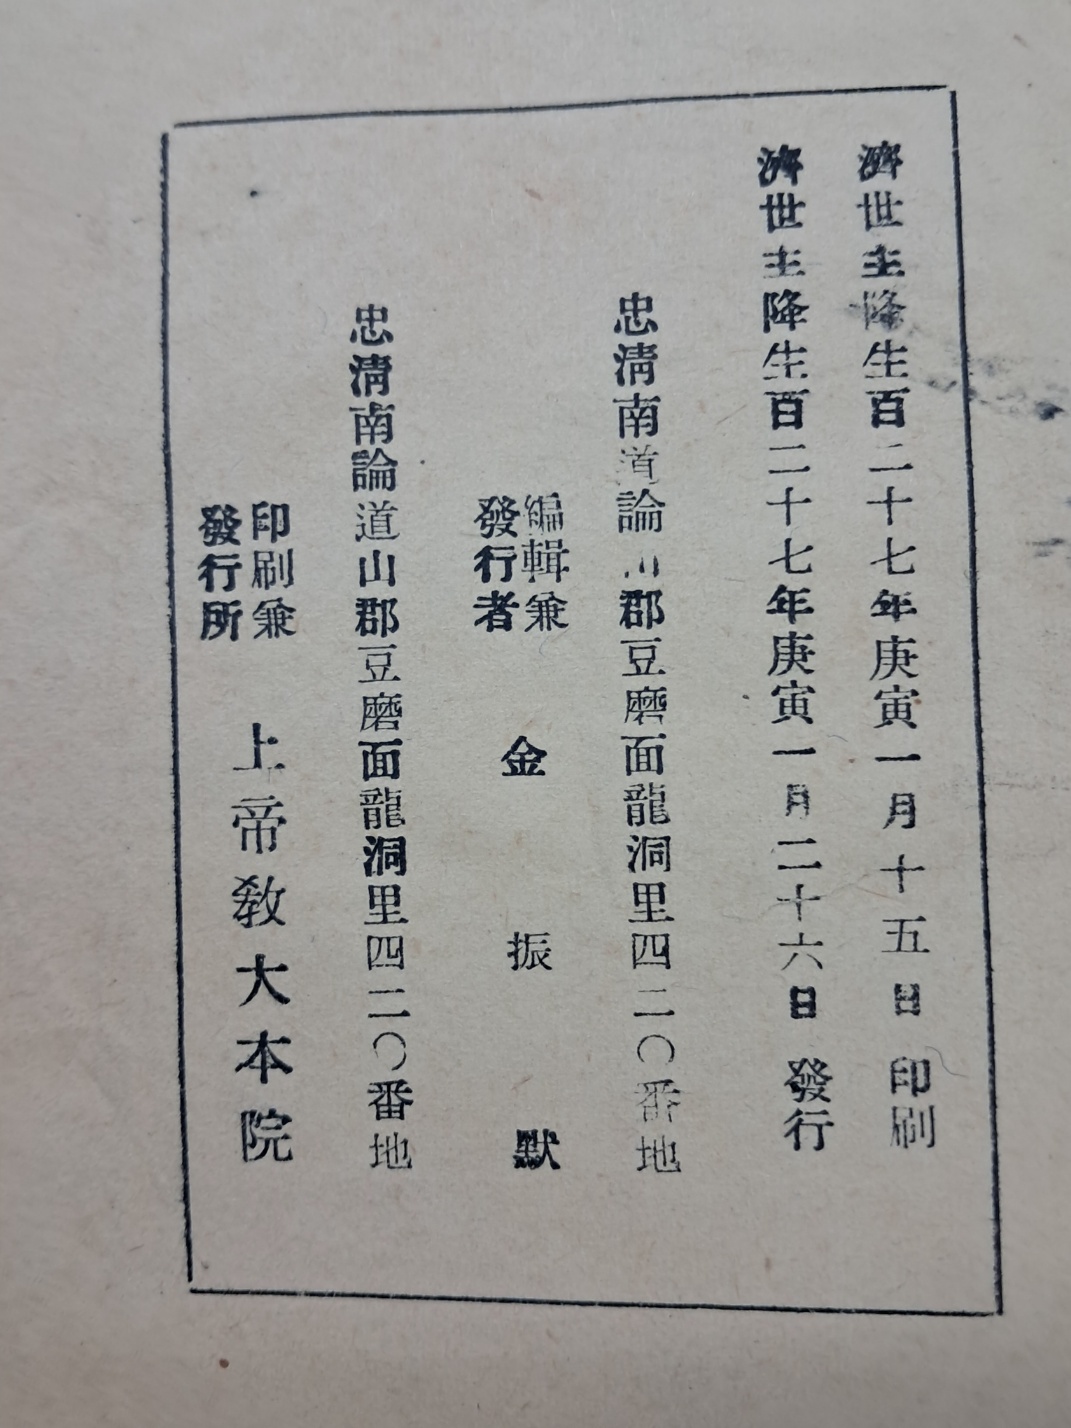 濟世主降生百二十七年庚寅一月十五日 印刷
濟世主降生百二十七年庚寅一月二十六日 發行
忠淸南道論山郡豆磨面龍洞里四二〇番地
編輯兼
發行者
金振默
忠淸南論道山郡豆磨面龍洞里四二〇番地
印刷兼
發行所
上帝敎大本院